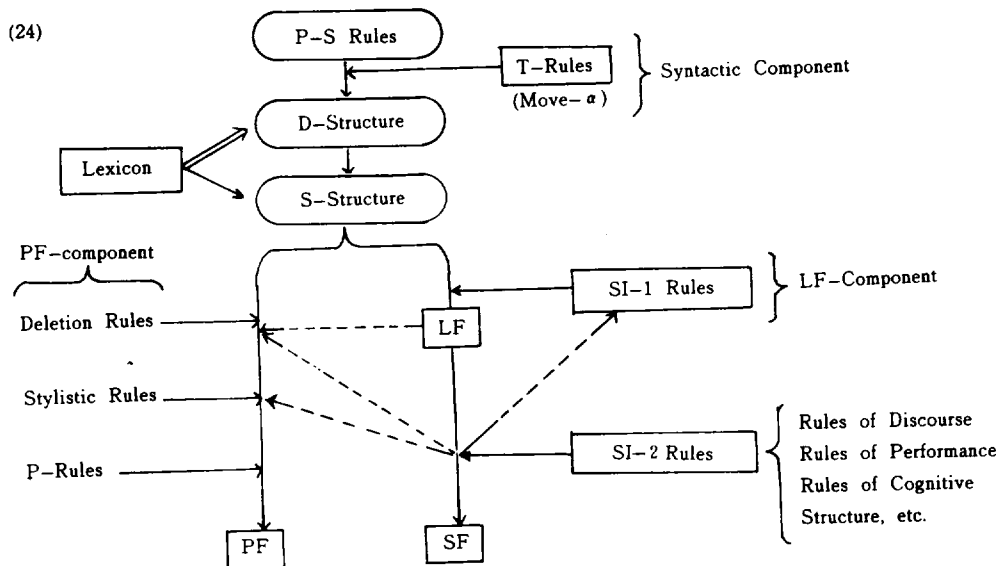 (24)
P-S Rules
T-Rules
(Move-α)
Syntactic Component
D-Structure
Lexicon
S-Structure
PF-component
SI-1 Rules
LF-Component
Deletion Rules
LF
Stylistic Rules
SI-2 Rules
Rules of Discourse
Rules of Performance
Rules of Cognitive
Structure, etc.
P-Rules
PF
SF